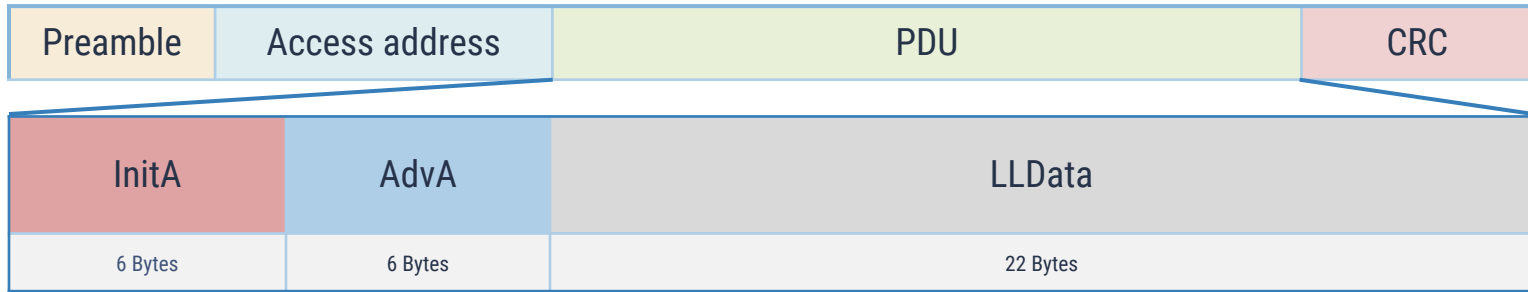 Preamble Access address PDU CRC
InitA AdvA LLData
6 Bytes 6 Bytes 22 Bytes